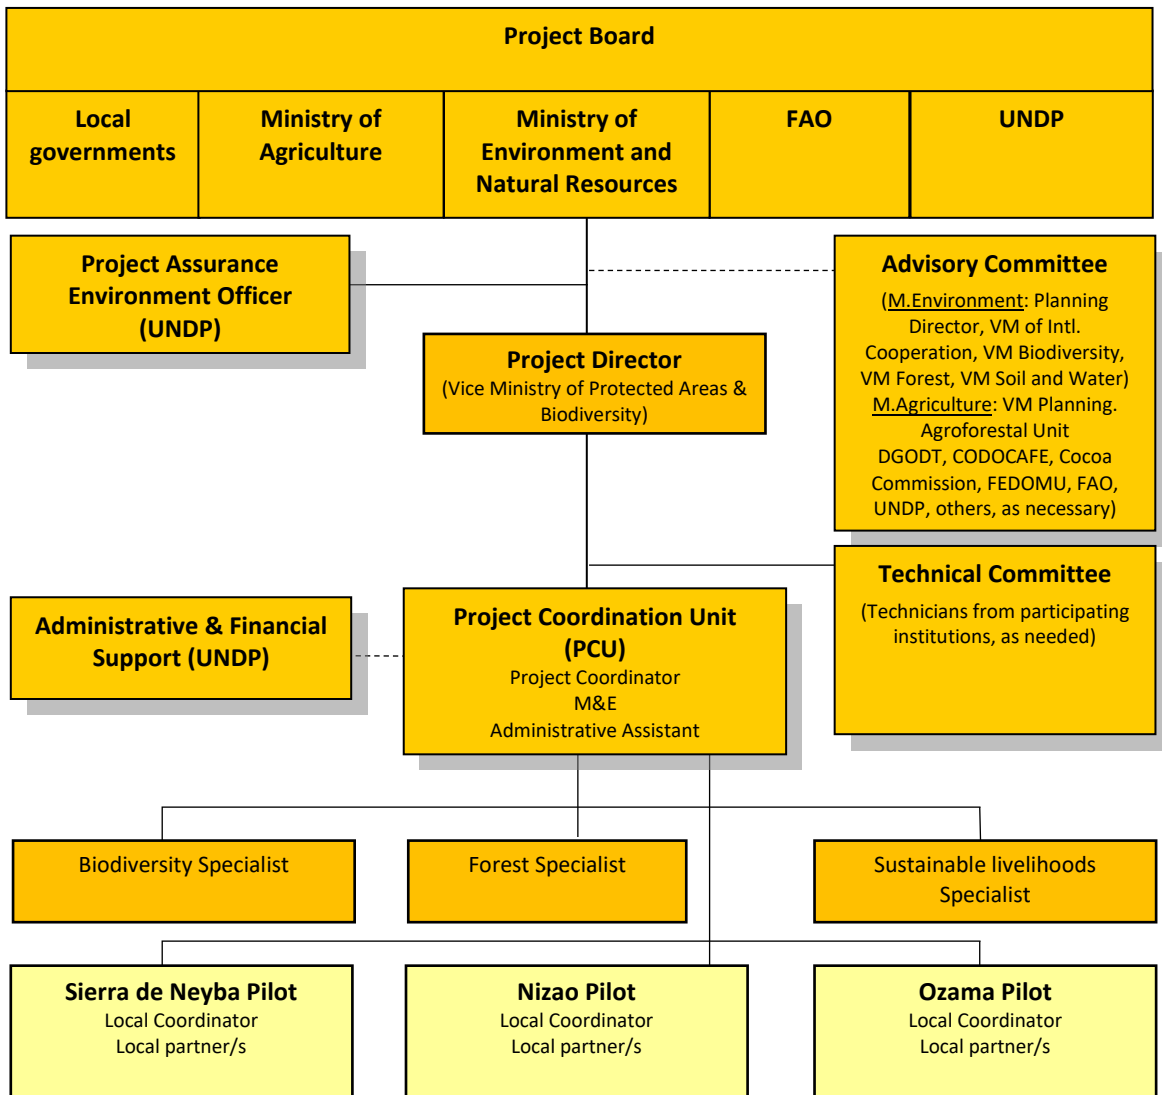 Project Board
Local
governments
Ministry of
Agriculture
Ministry of
Environment and
Natural Resources
FAO
UNDP
Project Assurance
Environment Officer
(UNDP)
Advisory Committee
(M.Environment: Planning
Director, VM of Intl.
Cooperation, VM Biodiversity,
VM Forest, VM Soil and Water)
M.Agriculture: VM Planning.
Agroforestal Unit
DGODT, CODOCAFE, Cocoa
Commission, FEDOMU, FAO,
UNDP, others, as necessary)
Project Director
(Vice Ministry of Protected Areas &
Biodiversity)
Technical Committee
(Technicians from participating
institutions, as needed)
Administrative & Financial
Support (UNDP)
Project Coordination Unit
(PCU)
Project Coordinator
M&E
Administrative Assistant
Biodiversity Specialist
Forest Specialist
Sustainable livelihoods
Specialist
Sierra de Neyba Pilot
Local Coordinator
Local partner/s
Nizao Pilot
Local Coordinator
Local partner/s
Ozama Pilot
Local Coordinator
Local partner/s